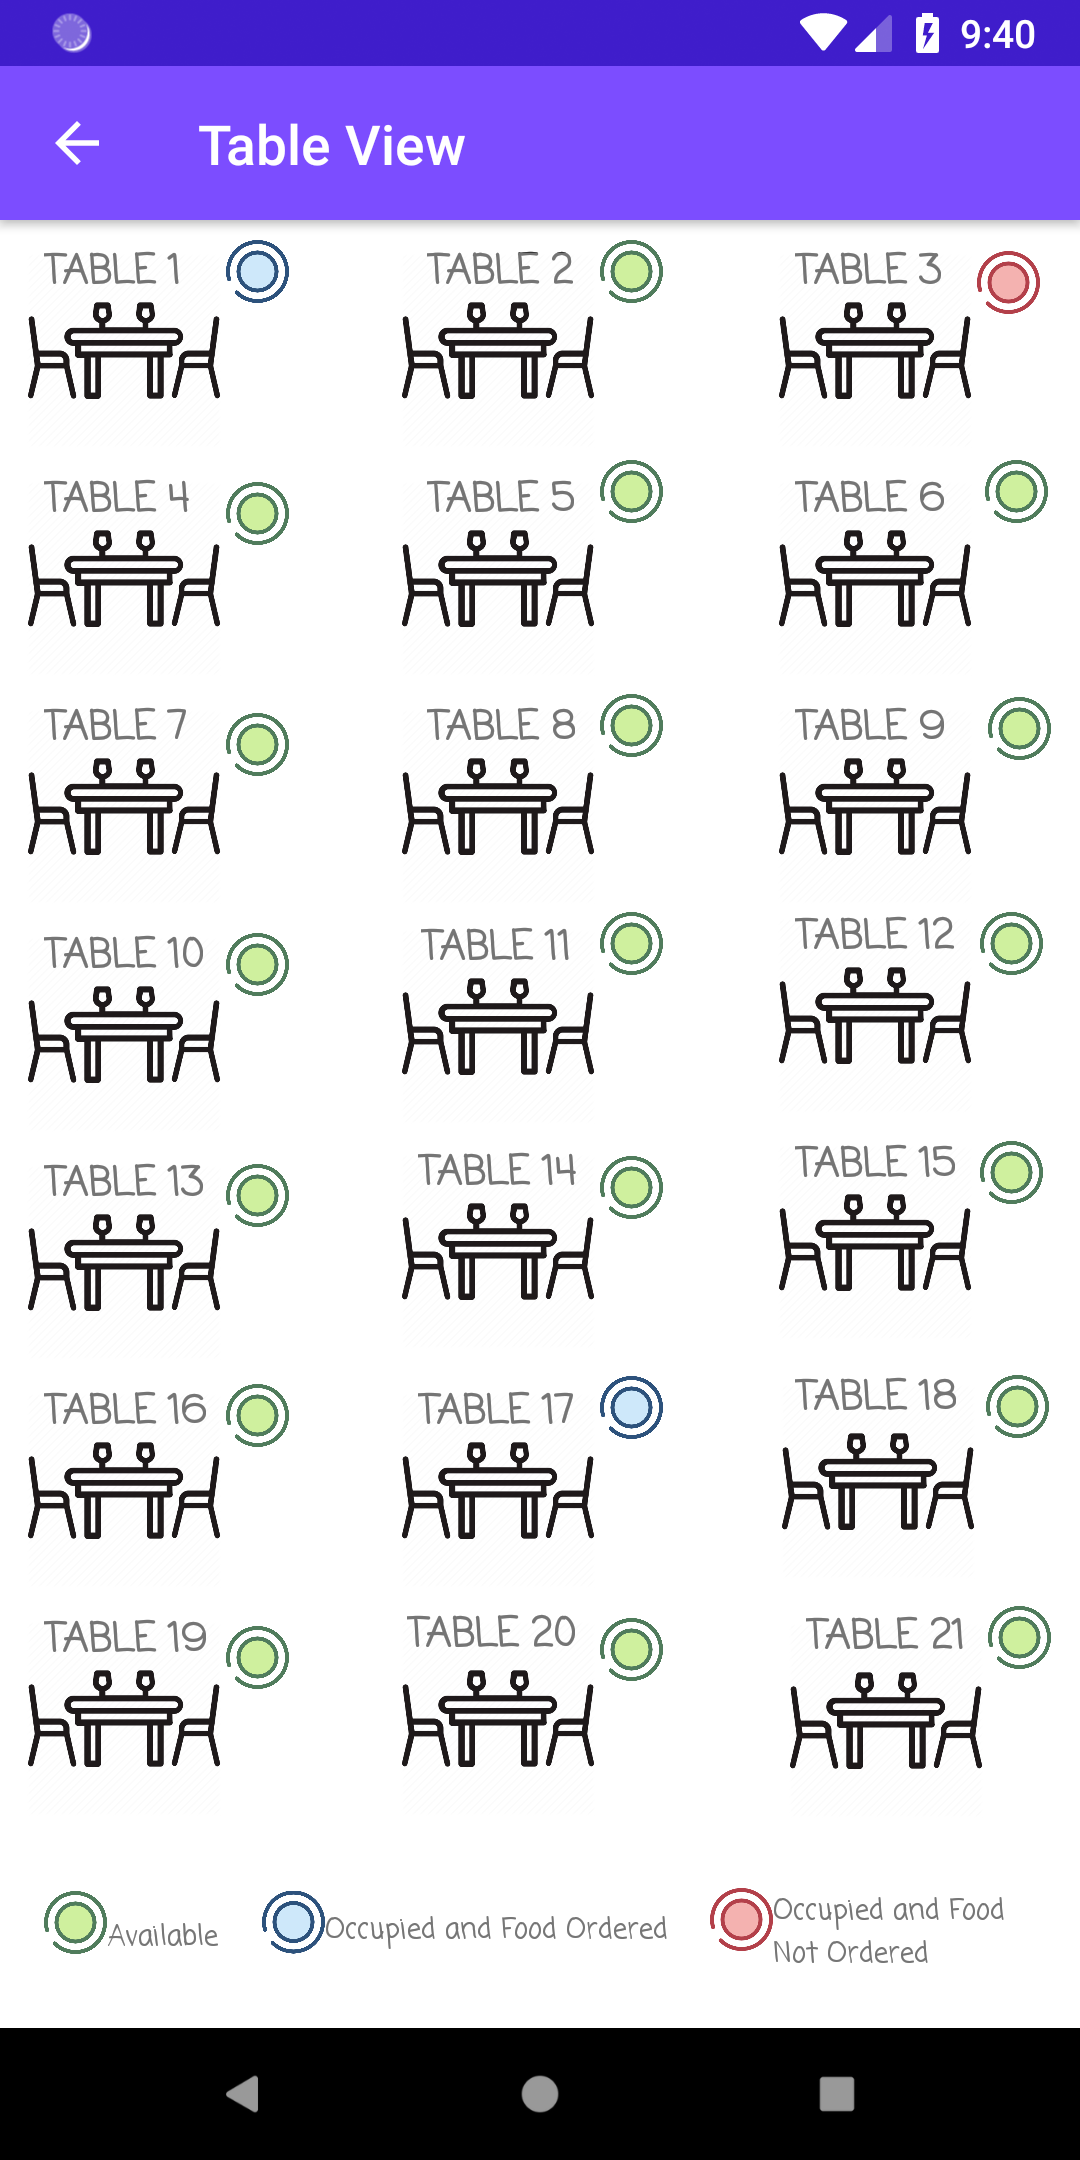 9:40
Table View
TABLE 1
TABLE 2
TABLE 3
TABLE 4
TABLE 5
TABLE 6
TABLE 7
TABLE 8
TABLE 9
TABLE 10
TABLE 11
TABLE 12
TABLE 13
TABLE 14
TABLE 15
TABLE 16
TABLE 17
TABLE 18
TABLE 19
TABLE 20
TABLE 21
Available
Occupied and Food Ordered
Occupied and Food
Not Ordered